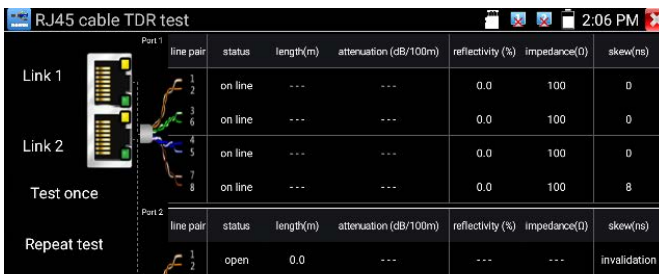 RJ45 cable TDR test
2:06 PM
Link 1
Link 2
Test once
Repeat test
Port 1
line pair status length(m) attenuation (dB/100m) reflectivity (%) impedance(Ω) skew(ns)
1 2 on line --- --- 0.0 100 0
3 6 on line --- --- 0.0 100 0
4 5 on line --- --- 0.0 100 0
7 8 on line --- --- 0.0 100 8
Port 2
line pair status length(m) attenuation (dB/100m) reflectivity (%) impedance(Ω) skew(ns)
1 2 open 0.0 --- --- --- invalidation